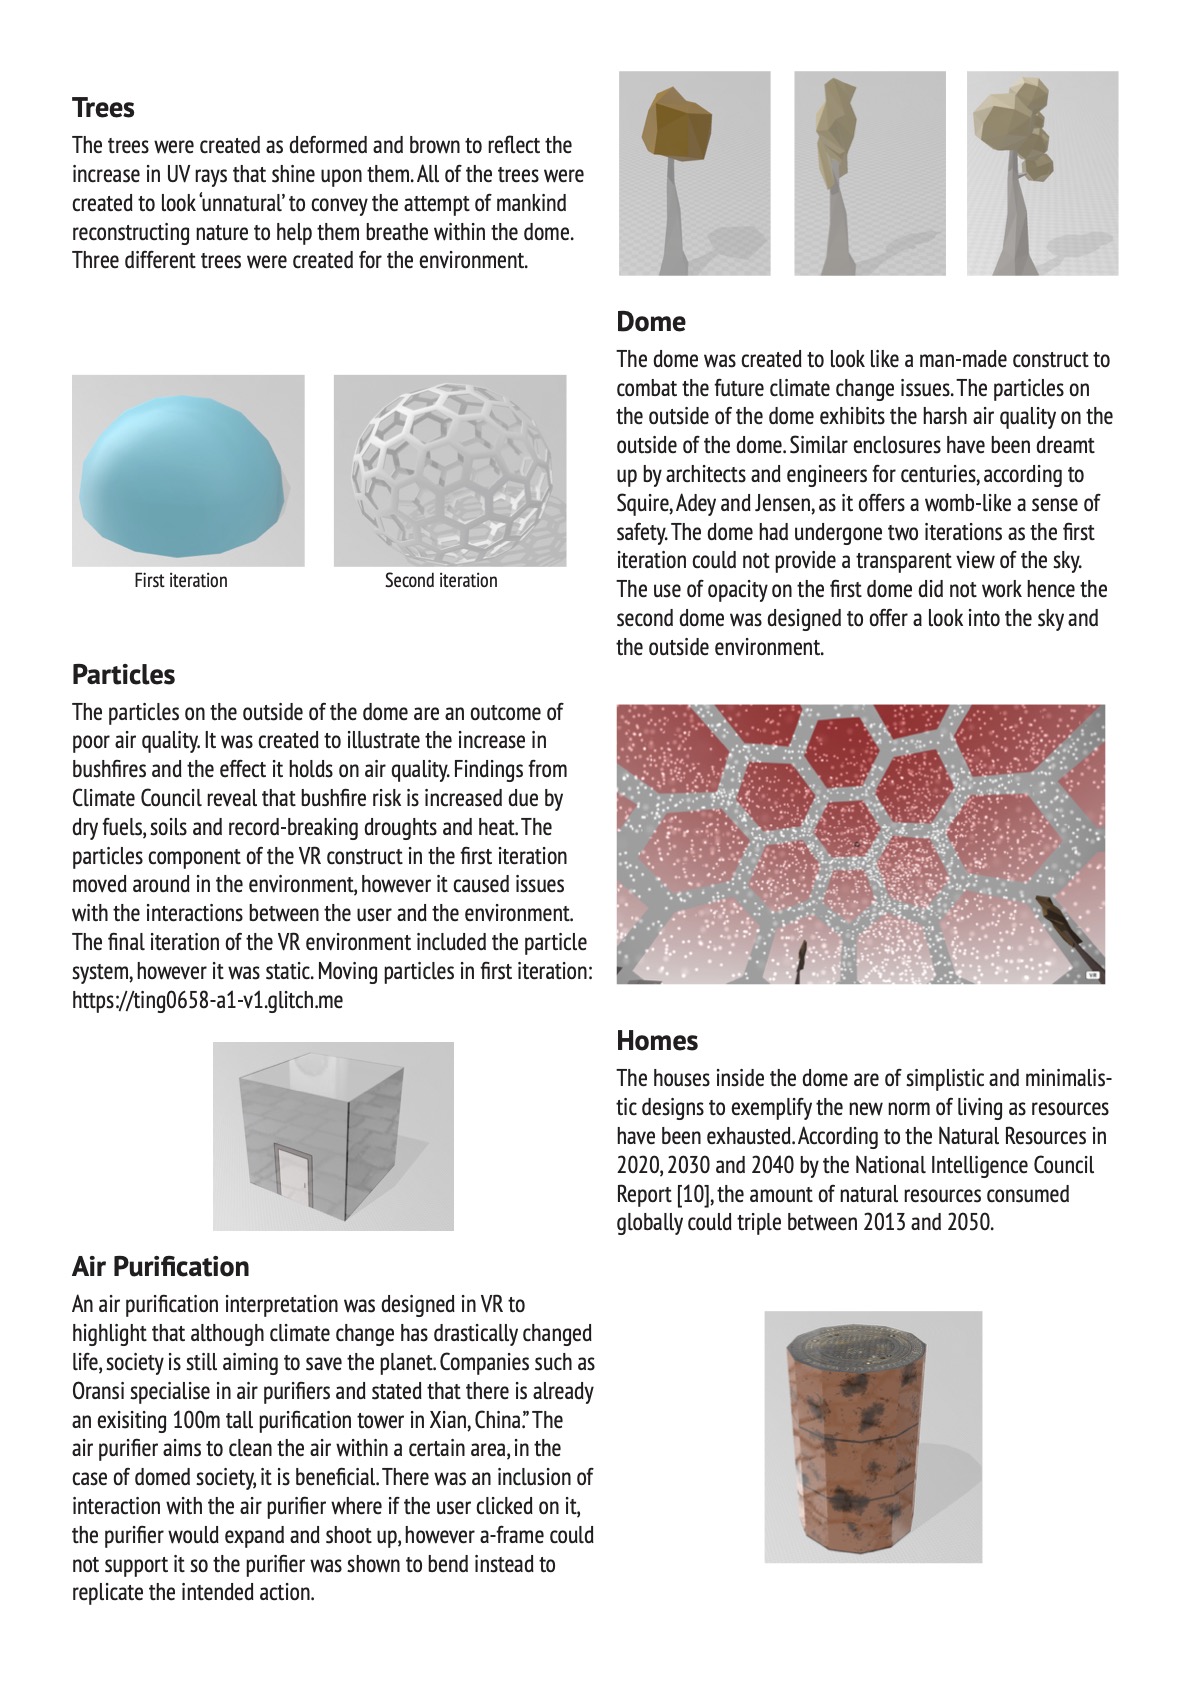 Trees
The trees were created as deformed and brown to reflect the
increase in UV rays that shine upon them. All of the trees were
created to look ‘unnatural’ to convey the attempt of mankind
reconstructing nature to help them breathe within the dome.
Three different trees were created for the environment.
Dome
The dome was created to look like a man-made construct to
combat the future climate change issues. The particles on
the outside of the dome exhibits the harsh air quality on the
outside of the dome. Similar enclosures have been dreamt
up by architects and engineers for centuries, according to
Squire, Adey and Jensen, as it offers a womb-like a sense of
safety. The dome had undergone two iterations as the first
iteration could not provide a transparent view of the sky.
The use of opacity on the first dome did not work hence the
second dome was designed to offer a look into the sky and
the outside environment.
First iteration
Second iteration
Particles
The particles on the outside of the dome are an outcome of
poor air quality. It was created to illustrate the increase in
bushfires and the effect it holds on air quality. Findings from
Climate Council reveal that bushfire risk is increased due by
dry fuels, soils and record-breaking droughts and heat. The
particles component of the VR construct in the first iteration
moved around in the environment, however it caused issues
with the interactions between the user and the environment.
The final iteration of the VR environment included the particle
system, however it was static. Moving particles in first iteration:
https://ting0658-a1-v1.glitch.me
VR
Homes
The houses inside the dome are of simplistic and minimalis-
tic designs to exemplify the new norm of living as resources
have been exhausted. According to the Natural Resources in
2020, 2030 and 2040 by the National Intelligence Council
Report [10], the amount of natural resources consumed
globally could triple between 2013 and 2050.
Air Purification
An air purification interpretation was designed in VR to
highlight that although climate change has drastically changed
life, society is still aiming to save the planet. Companies such as
Oransi specialise in air purifiers and stated that there is already
an exisiting 100m tall purification tower in Xian, China.” The
air purifier aims to clean the air within a certain area, in the
case of domed society, it is beneficial. There was an inclusion of
interaction with the air purifier where if the user clicked on it,
the purifier would expand and shoot up, however a-frame could
not support it so the purifier was shown to bend instead to
replicate the intended action.